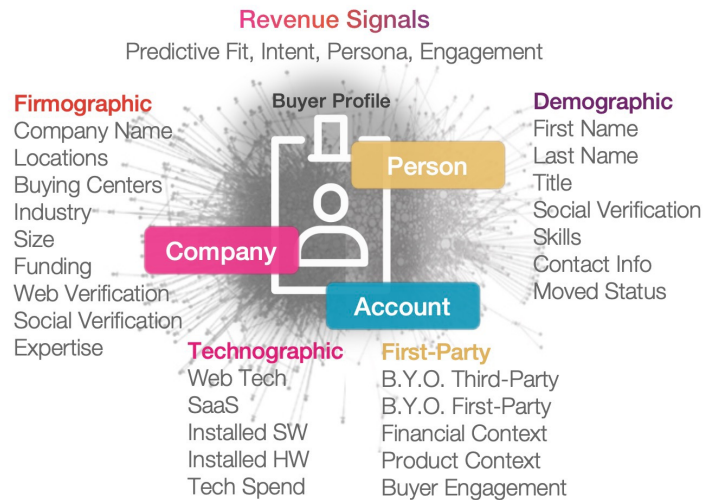 Revenue Signals
Predictive Fit, Intent, Persona, Engagement
Firmographic
Company Name
Locations
Buying Centers
Industry
Size
Funding
Web Verification
Social Verification
Expertise
Buyer Profile
Person
Company
Account
Demographic
First Name
Last Name
Title
Social Verification
Skills
Contact Info
Moved Status
Technographic
Web Tech
SaaS
Installed SW
Installed HW
Tech Spend
First-Party
B.Y.O. Third-Party
B.Y.O. First-Party
Financial Context
Product Context
Buyer Engagement